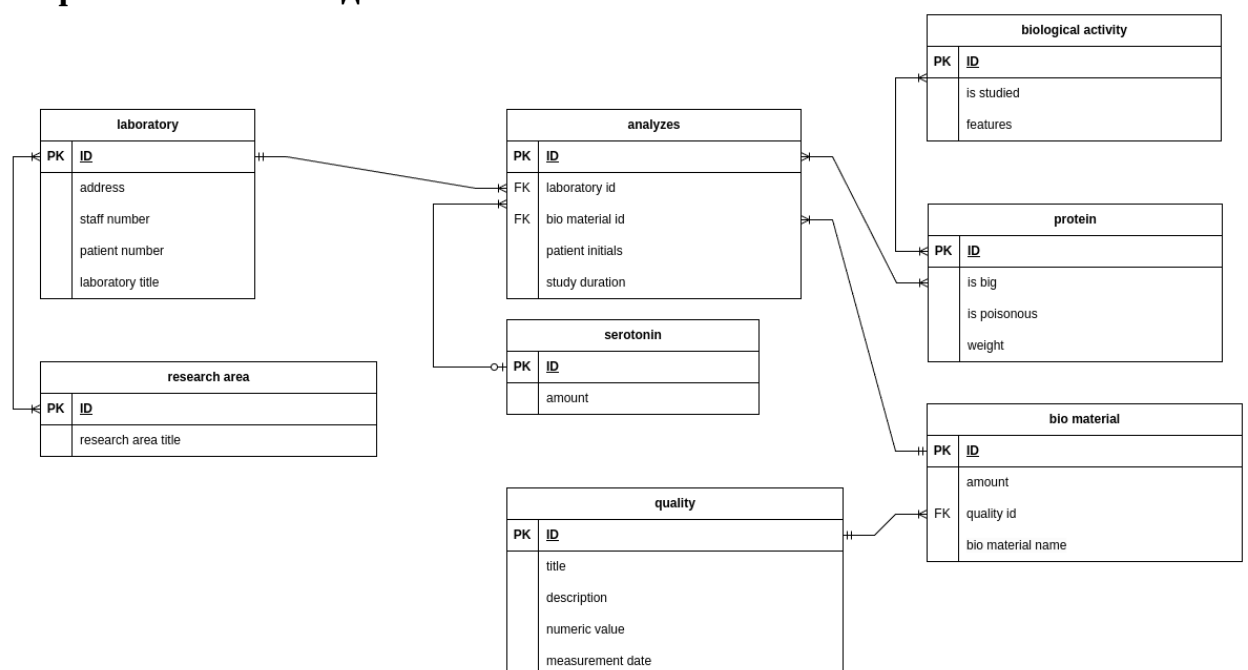 biological activity
PK ID
is studied
features
laboratory
PK ID
address
staff number
patient number
laboratory title
analyzes
PK ID
FK laboratory id
FK bio material id
patient initials
study duration
protein
PK ID
is big
is poisonous
weight
serotonin
PK ID
amount
research area
PK ID
research area title
bio material
PK ID
amount
FK quality id
bio material name
quality
PK ID
title
description
numeric value
measurement date